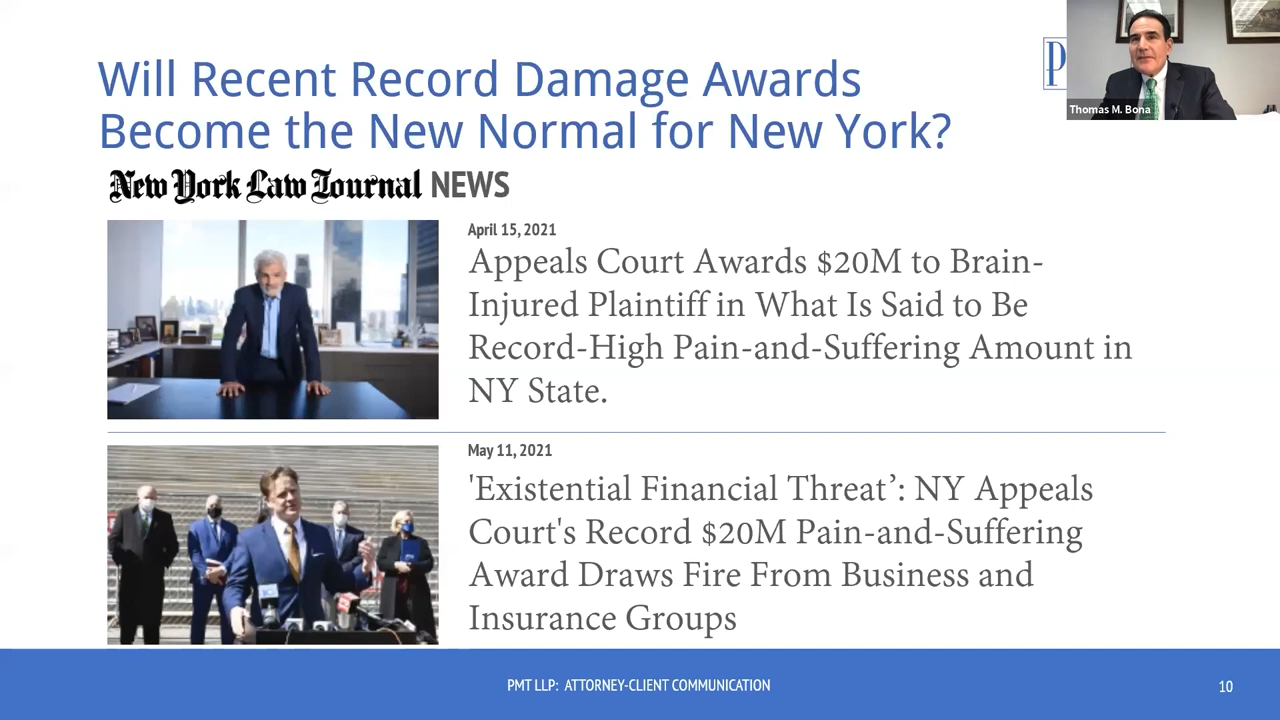 Will Recent Record Damage Awards
Become the New Normal for New York?
P
Thomas M. Bona
New York Law Journal NEWS
April 15, 2021
Appeals Court Awards $20M to Brain-
Injured Plaintiff in What Is Said to Be
Record-High Pain-and-Suffering Amount in
NY State.
May 11, 2021
'Existential Financial Threat’: NY Appeals
Court's Record $20M Pain-and-Suffering
Award Draws Fire From Business and
Insurance Groups
PMT LLP: ATTORNEY-CLIENT COMMUNICATION
10